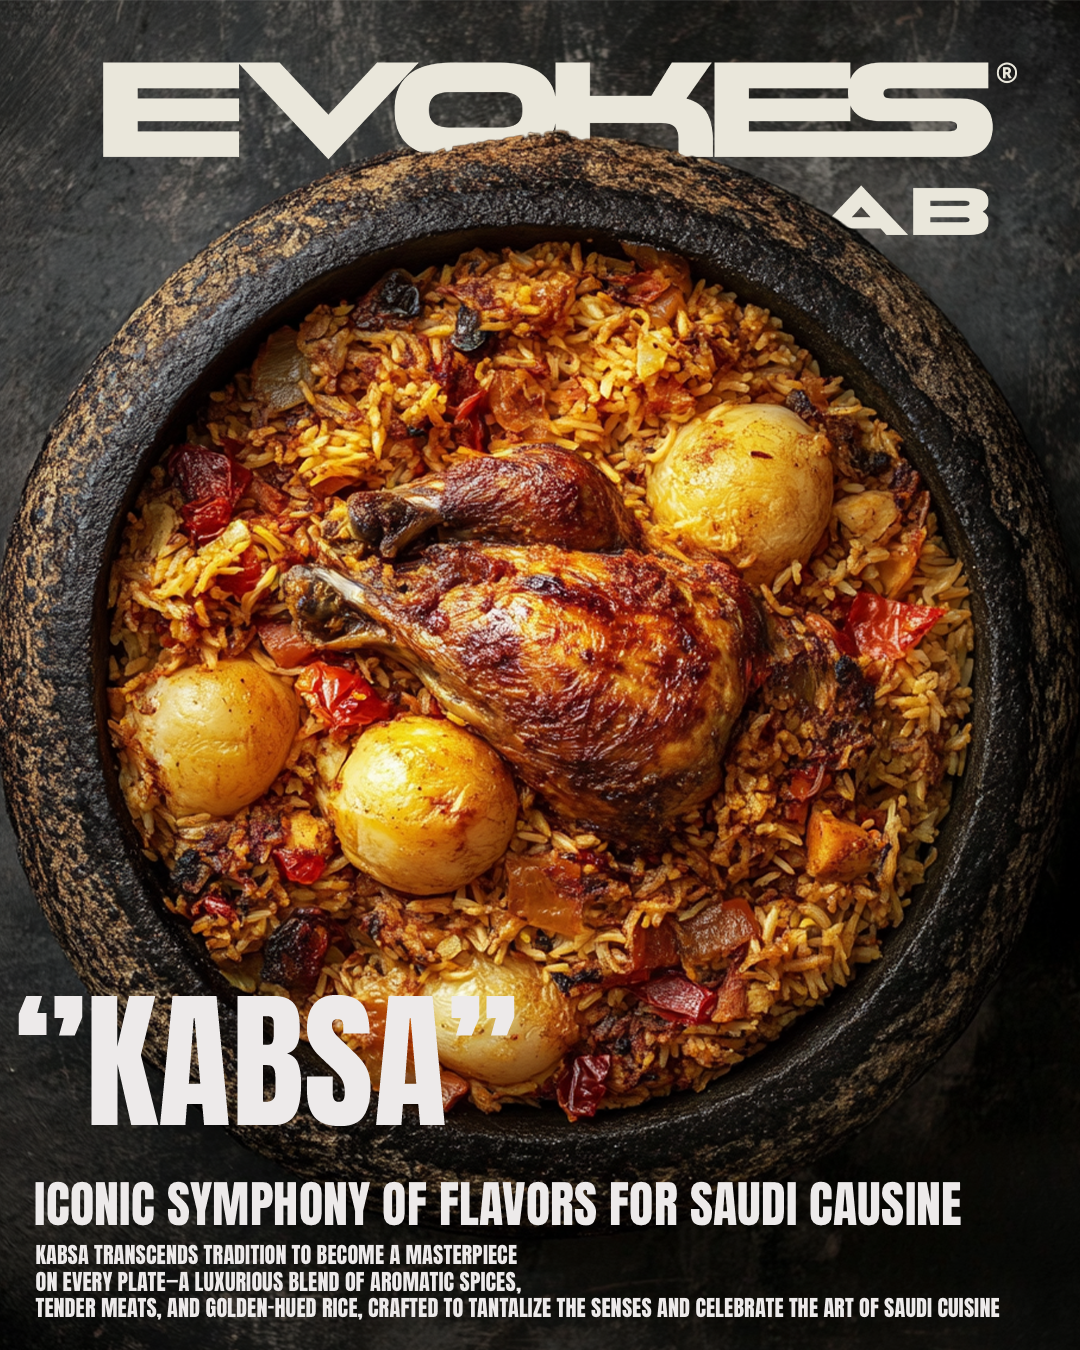 EVOKES®
AB
‘’KABSA’’
ICONIC SYMPHONY OF FLAVORS FOR SAUDI CAUSINE
KABSA TRANSCENDS TRADITION TO BECOME A MASTERPIECE
ON EVERY PLATE—A LUXURIOUS BLEND OF AROMATIC SPICES,
TENDER MEATS, AND GOLDEN-HUED RICE, CRAFTED TO TANTALIZE THE SENSES AND CELEBRATE THE ART OF SAUDI CUISINE